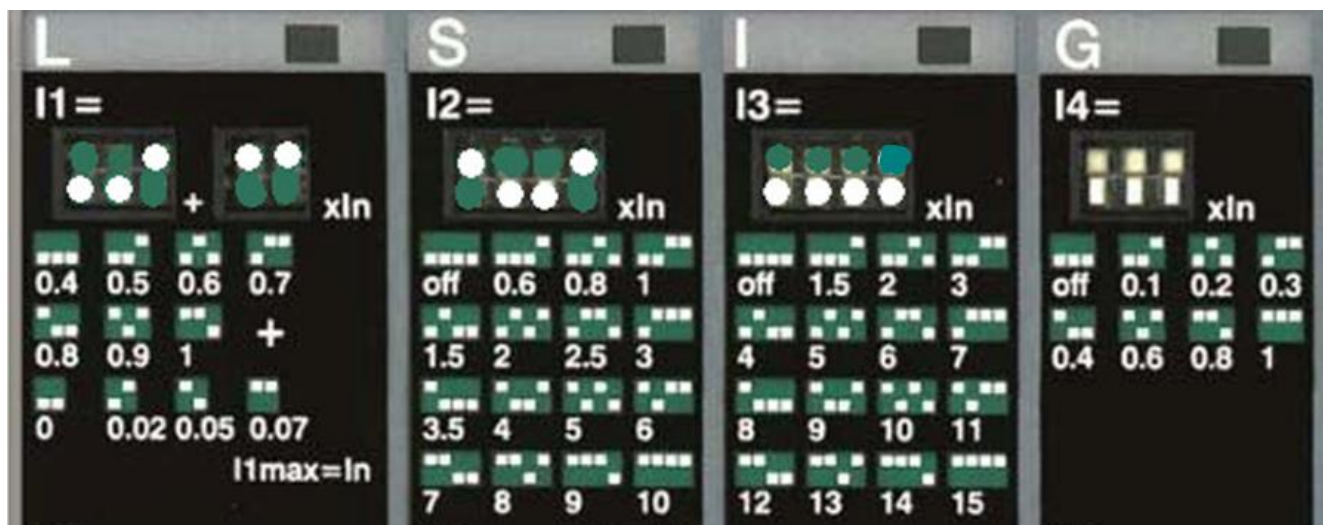 L
I1=
+ xIn
0.4 0.5 0.6 0.7
0.8 0.9 1 +
0 0.02 0.05 0.07
I1max=In
S
I2=
xIn
off 0.6 0.8 1
1.5 2 2.5 3
3.5 4 5 6
7 8 9 10
I
I3=
xIn
off 1.5 2 3
4 5 6 7
8 9 10 11
12 13 14 15
G
I4=
xIn
off 0.1 0.2 0.3
0.4 0.6 0.8 1